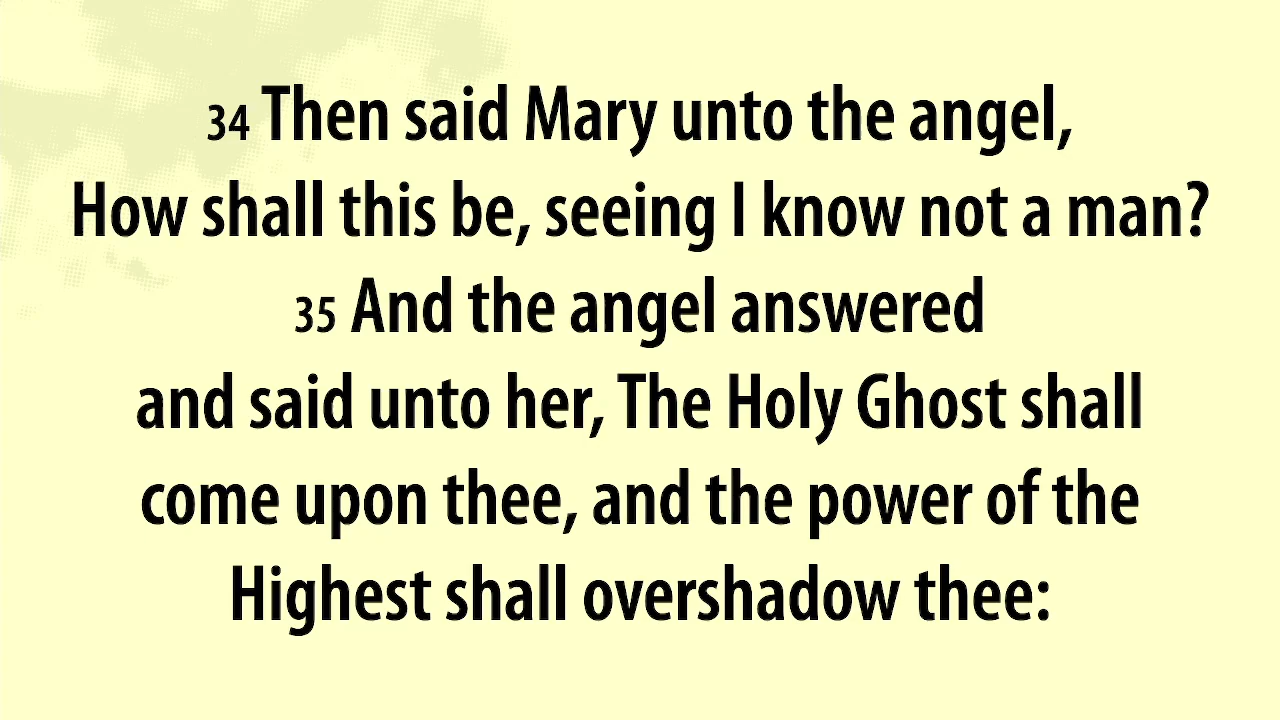 34 Then said Mary unto the angel,
How shall this be, seeing I know not a man?
35 And the angel answered
and said unto her, The Holy Ghost shall
come upon thee, and the power of the
Highest shall overshadow thee: